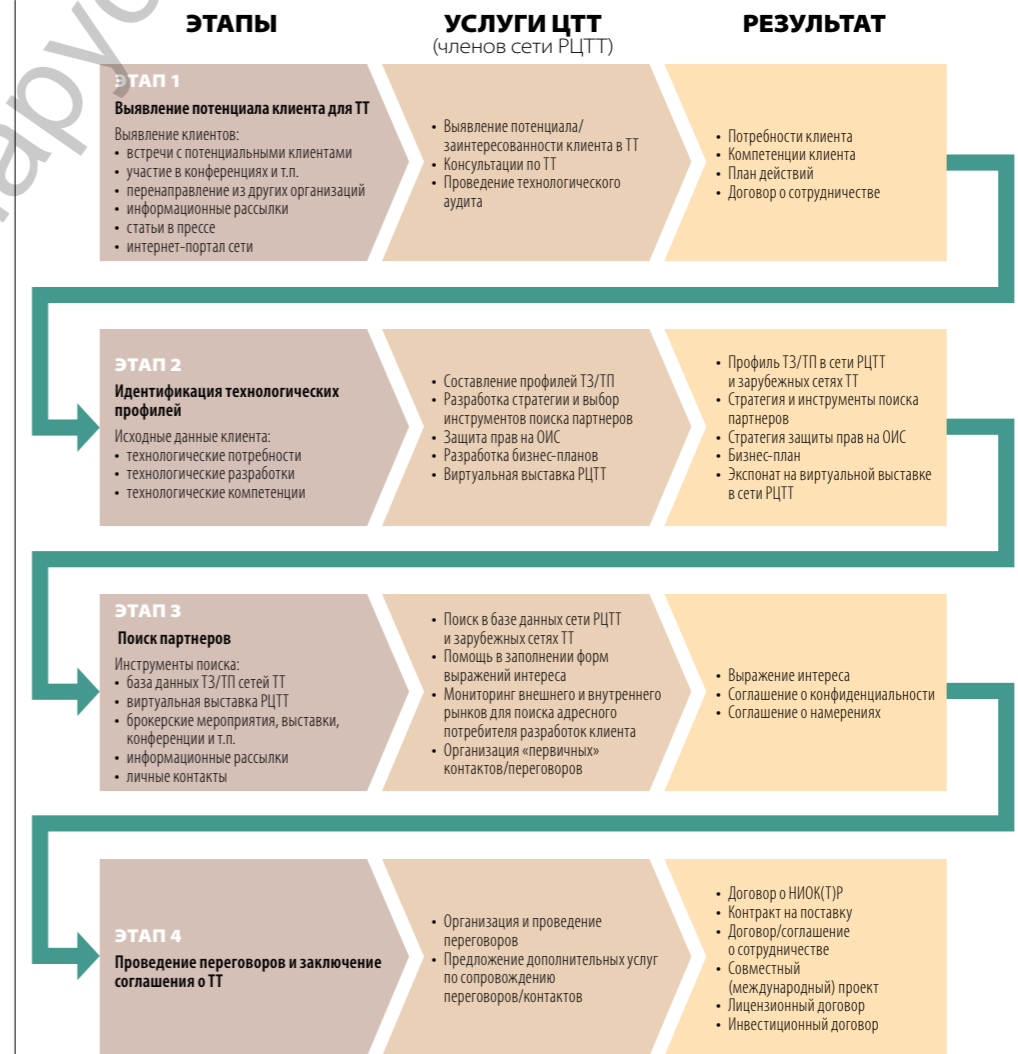 ЭТАПЫ
УСЛУГИ ЦТТ
(членов сети РЦТТ)
РЕЗУЛЬТАТ
ЭТАП 1
Выявление потенциала клиента для ТТ
Выявление клиентов:
• встречи с потенциальными клиентами
• участие в конференциях и т.п.
• перенаправление из других организаций
• информационные рассылки
• статьи в прессе
• интернет-портал сети
• Выявление потенциала/
заинтересованности клиента в ТТ
• Консультации по ТТ
• Проведение технологического
аудита
• Потребности клиента
• Компетенции клиента
• План действий
• Договор о сотрудничестве
ЭТАП 2
Идентификация технологических
профилей
Исходные данные клиента:
• технологические потребности
• технологические разработки
• технологические компетенции
• Составление профилей ТЗ/ТП
• Разработка стратегии и выбор
инструментов поиска партнеров
• Защита прав на ОИС
• Разработка бизнес-планов
• Виртуальная выставка РЦТТ
• Профиль ТЗ/ТП в сети РЦТТ
и зарубежных сетях ТТ
• Стратегия и инструменты поиска
партнеров
• Стратегия защиты прав на ОИС
• Бизнес-план
• Экспонат на виртуальной выставке
в сети РЦТТ
ЭТАП 3
Поиск партнеров
Инструменты поиска:
• база данных ТЗ/ТП сетей ТТ
• виртуальная выставка РЦТТ
• брокерские мероприятия, выставки,
конференции и т.п.
• информационные рассылки
• личные контакты
• Поиск в базе данных сети РЦТТ
и зарубежных сетях ТТ
• Помощь в заполнении форм
выражений интереса
• Мониторинг внешнего и внутреннего
рынков для поиска адресного
потребителя разработок клиента
• Организация «первичных»
контактов/переговоров
• Выражение интереса
• Соглашение о конфиденциальности
• Соглашение о намерениях
ЭТАП 4
Проведение переговоров и заключение
соглашения о ТТ
• Организация и проведение
переговоров
• Предложение дополнительных услуг
по сопровождению
переговоров/контактов
• Договор о НИОК(Т)Р
• Контракт на поставку
• Договор/соглашение
о сотрудничестве
• Совместный
(международный) проект
• Лицензионный договор
• Инвестиционный договор